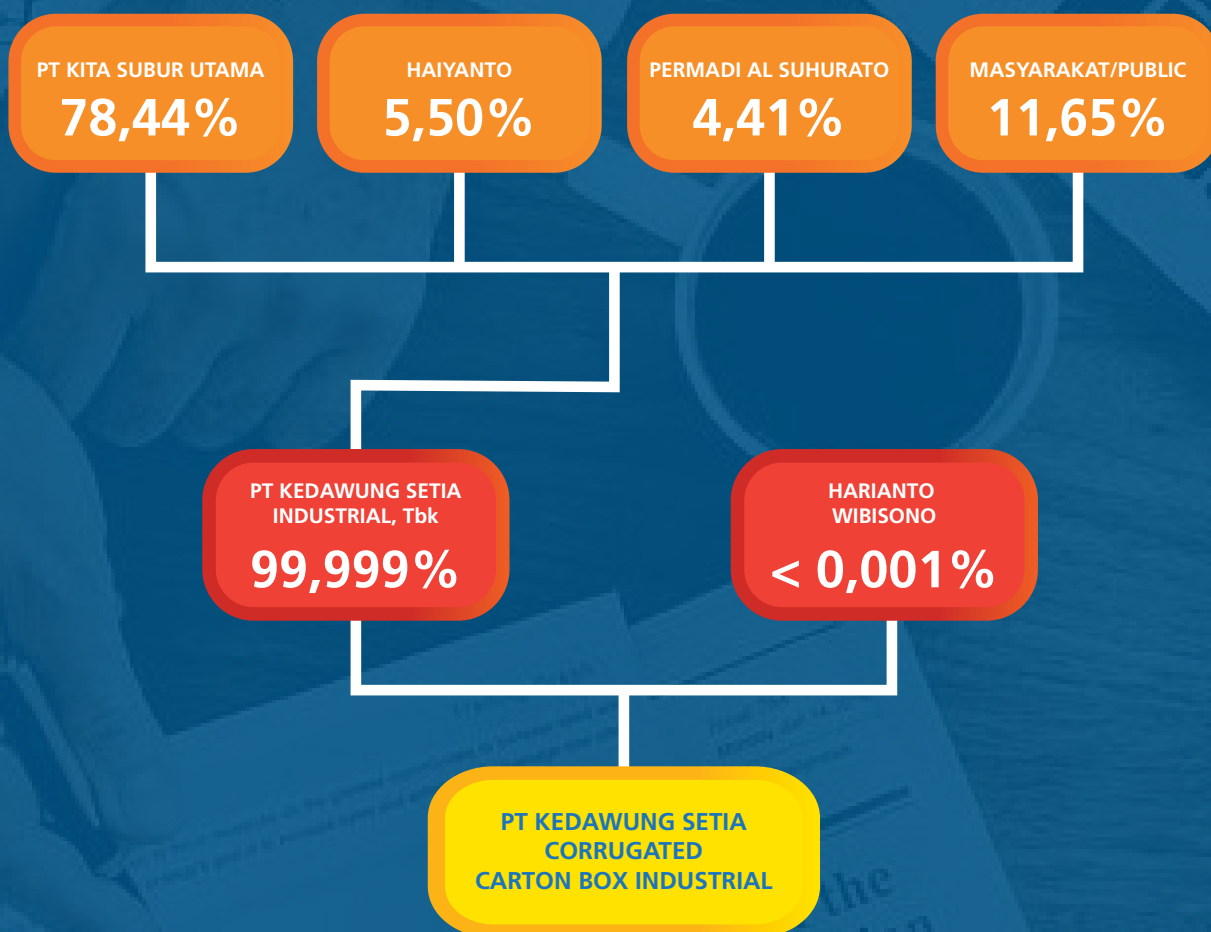 PT KITA SUBUR UTAMA
78,44%
HAIYANTO
5,50%
PERMADI AL SUHURATO
4,41%
MASYARAKAT/PUBLIC
11,65%
PT KEDAWUNG SETIA
INDUSTRIAL, Tbk
99,999%
HARIANTO
WIBISONO
< 0,001%
PT KEDAWUNG SETIA
CORRUGATED
CARTON BOX INDUSTRIAL
the